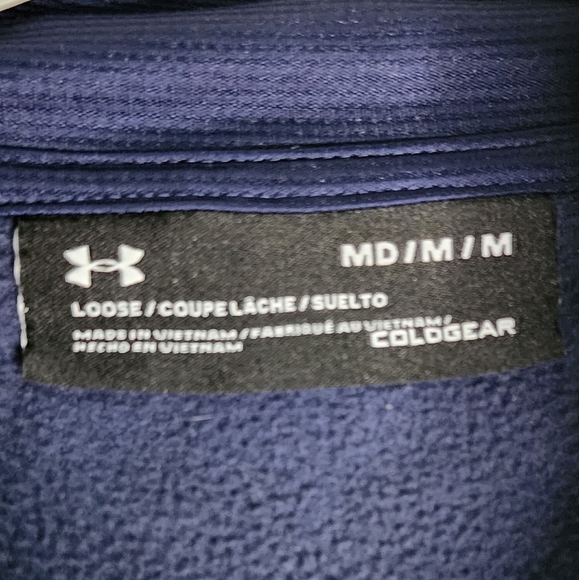 MD/M/M
LOOSE/COUPE LÂCHE/SUELTO
MADE IN VIETNAM/FABRIQUÉ AU VIETNAM/
HECHO EN VIETNAM
COLDGEAR